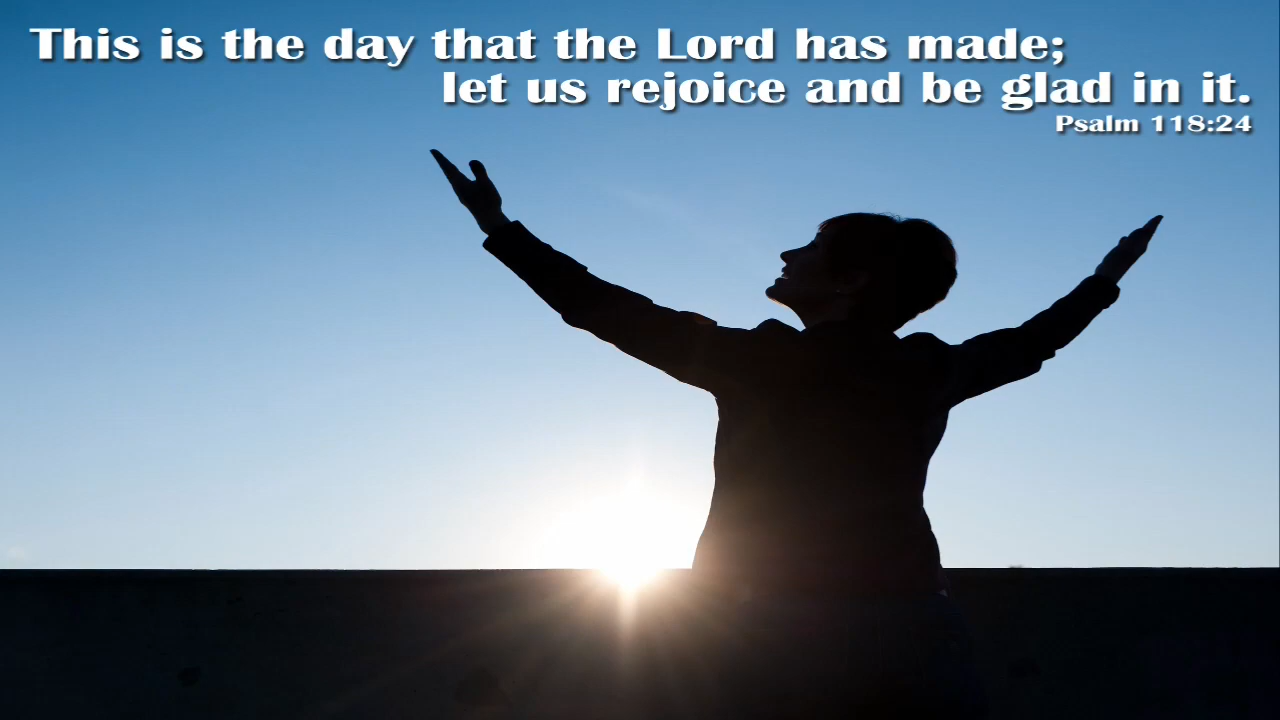 This is the day that the Lord has made;
let us rejoice and be glad in it.
Psalm 118:24